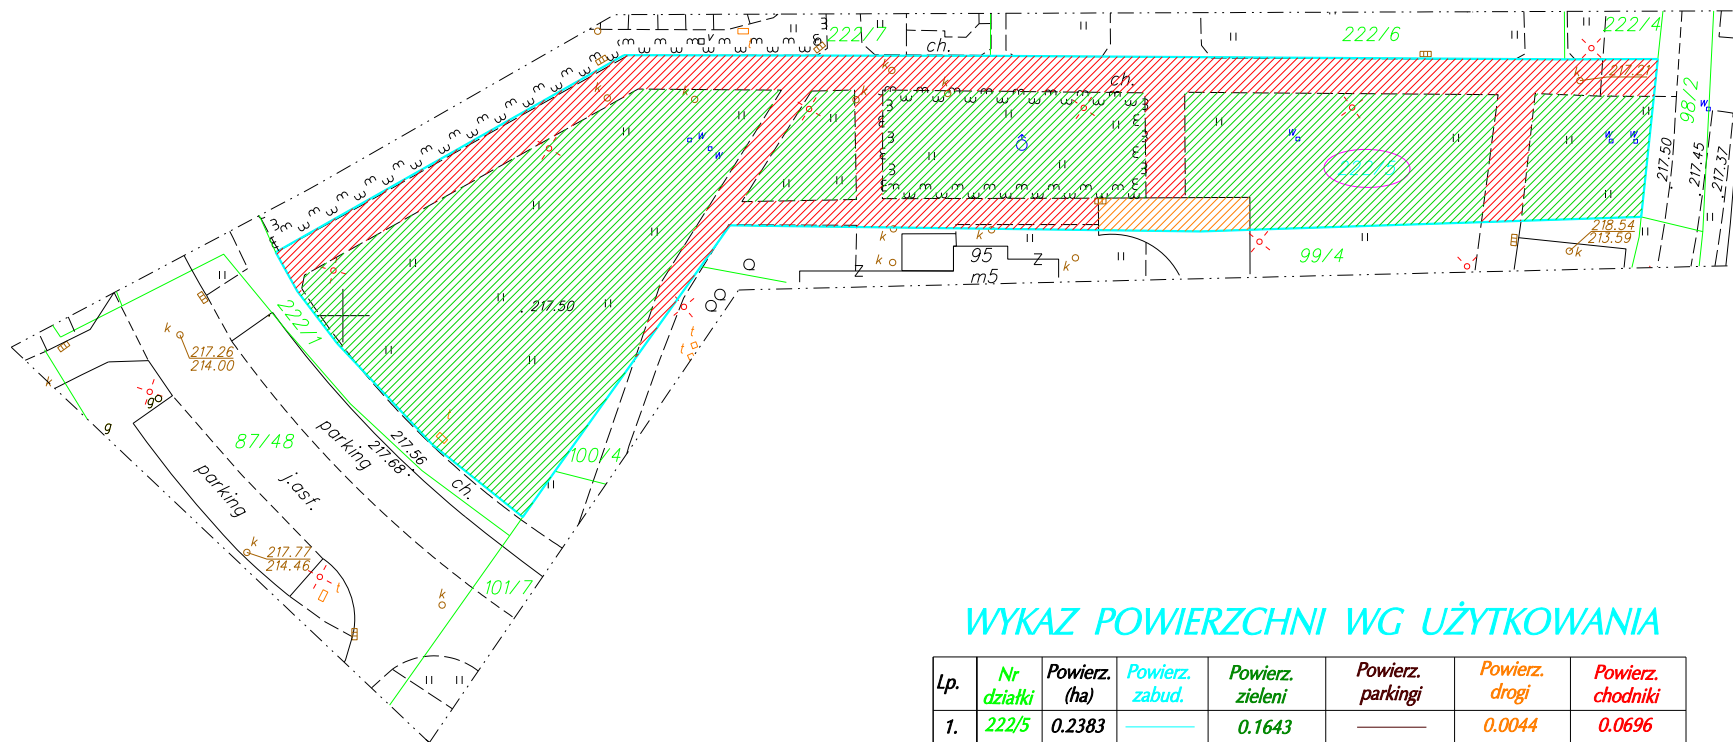 222/7
222/6
222/4
ch.
ch.
k
k
k
k
k
k
217.21
98/2
w
w
w
w
w
w
222/5
217.50
217.45
217.37
218.54
213.59
k
k
k
k
k
95
m5
z
z
99/4
217.50
222/1
t
t
t
k
217.26
214.00
k
g
g
87/48
parking
217.56
217.68
ch.
100/4
parking
j.asf.
k
217.77
214.46
t
k
101/7
WYKAZ POWIERZCHNI WG UŻYTKOWANIA
Lp. Nr działki Powierz. (ha) Powierz. zabud. Powierz. zieleni Powierz. parkingi Powierz. drogi Powierz. chodniki
1. 222/5 0.2383 —— 0.1643 —— 0.0044 0.0696